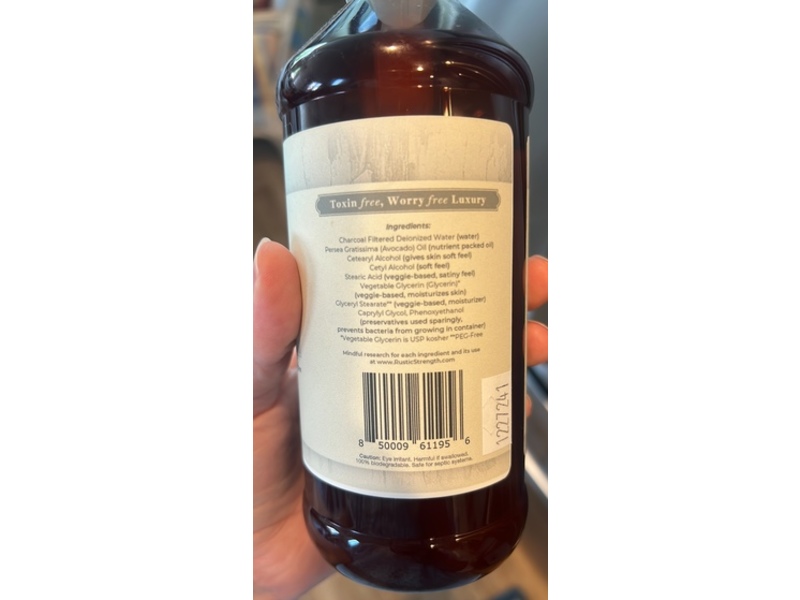 Toxin free, Worry free Luxury
Ingredients:
Charcoal Filtered Deionized Water (water)
Persea Gratissima (Avocado) Oil (nutrient packed oil)
Cetearyl Alcohol (gives skin soft feel)
Cetyl Alcohol (soft feel)
Stearic Acid (veggie-based, satiny feel)
Vegetable Glycerin (Glycerin)*
(veggie-based, moisturizes skin)
Glyceryl Stearate** (veggie-based, moisturizer)
Caprylyl Glycol, Phenoxyethanol
(preservatives used sparingly,
prevents bacteria from growing in container)
*Vegetable Glycerin is USP kosher **PEG-Free
Mindful research for each ingredient and its use
at www.RusticStrength.com
8 50009 61195 6
1227241
Caution: Eye irritant. Harmful if swallowed.
100% biodegradable. Safe for septic systems.